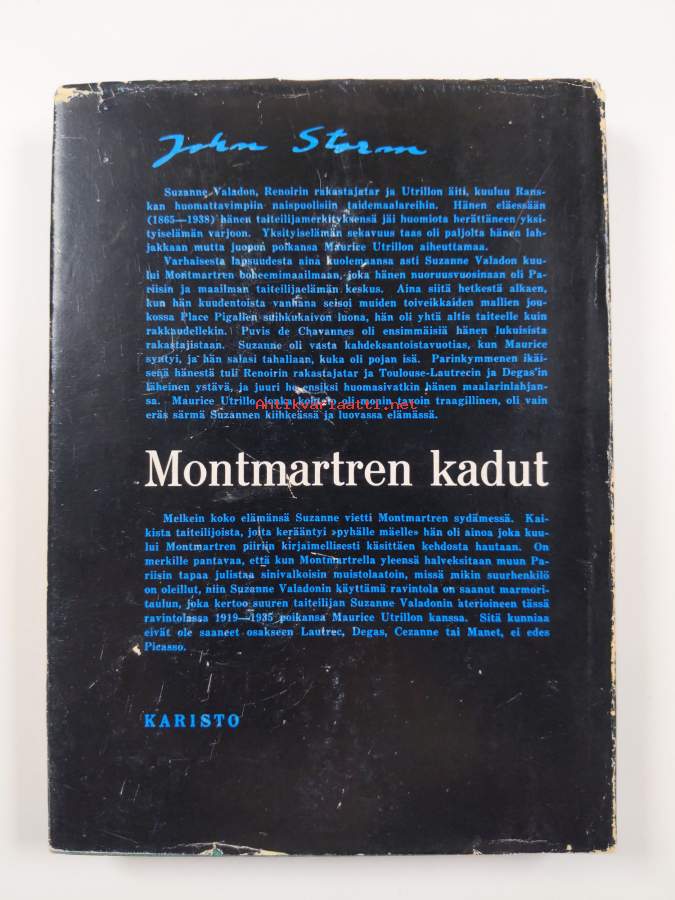 John Storm
Suzanne Valadon, Renoirin rakastajatar ja Utrillon äiti, kuuluu Rans-
kan huomattavimpiin naispuolisiin taidemaalareihin. Hänen eläessään
(1865—1938) hänen taiteilijamerkityksensä jäi huomiota herättäneen yksi-
tyiselämän varjoon. Yksityiselämän sekavuus taas oli paljolta hänen lah-
jakkaan mutta juopon poikansa Maurice Utrillon aiheuttamaa.
Varhaisesta lapsuudesta aina kuolemaansa asti Suzanne Valadon kuu-
lui Montmartren boheemimaailmaan, joka hänen nuoruusvuosinaan oli Pa-
riisin ja maailman taiteilijaelämän keskus. Aina siitä hetkestä alkaen,
kun hän kuudentoista vanhana seisoi muiden toiveikkaiden mallien jou-
kossa Place Pigallen suihkukaivon luona, hän oli yhtä altis taiteelle kuin
rakkaudellekin. Puvis de Chavannes oli ensimmäisiä hänen lukuisista
rakastajistaan. Suzanne oli vasta kahdeksantoistavuotias, kun Maurice
syntyi, ja hän salasi tahallaan, kuka oli pojan isä. Parinkymmenen ikäi-
senä hänestä tuli Renoirin rakastajatar ja Toulouse-Lautrecin ja Degas'in
läheinen ystävä, ja juuri he ensiksi huomasivatkin hänen maalarinlahjan-
sa. Maurice Utrillo, jonka kohtalo oli monin tavoin traagillinen, oli vain
eräs särmä Suzannen kiihkeässä ja luovassa elämässä.
Antikvariaatti.net
Montmartren kadut
Melkein koko elämänsä Suzanne vietti Montmartren sydämessä. Kai-
kista taiteilijoista, joita kerääntyi »pyhälle mäelle» hän oli ainoa joka kuu-
lui Montmartren piiriin kirjaimellisesti käsittäen kehdosta hautaan. On
merkille pantavaa, että kun Montmartrella yleensä halveksitaan muun Pa-
riisin tapaa julistaa sinivalkoisin muistolaatoin, missä mikin suurhenkilö
on oleillut, niin Suzanne Valadonin käyttämä ravintola on saanut marmori-
taulun, joka kertoo suuren taiteilijan Suzanne Valadonin aterioineen tässä
ravintolassa 1919—1935 poikansa Maurice Utrillon kanssa. Sitä kunniaa
eivät ole saaneet osakseen Lautrec, Degas, Cezanne tai Manet, ei edes
Picasso.
KARISTO